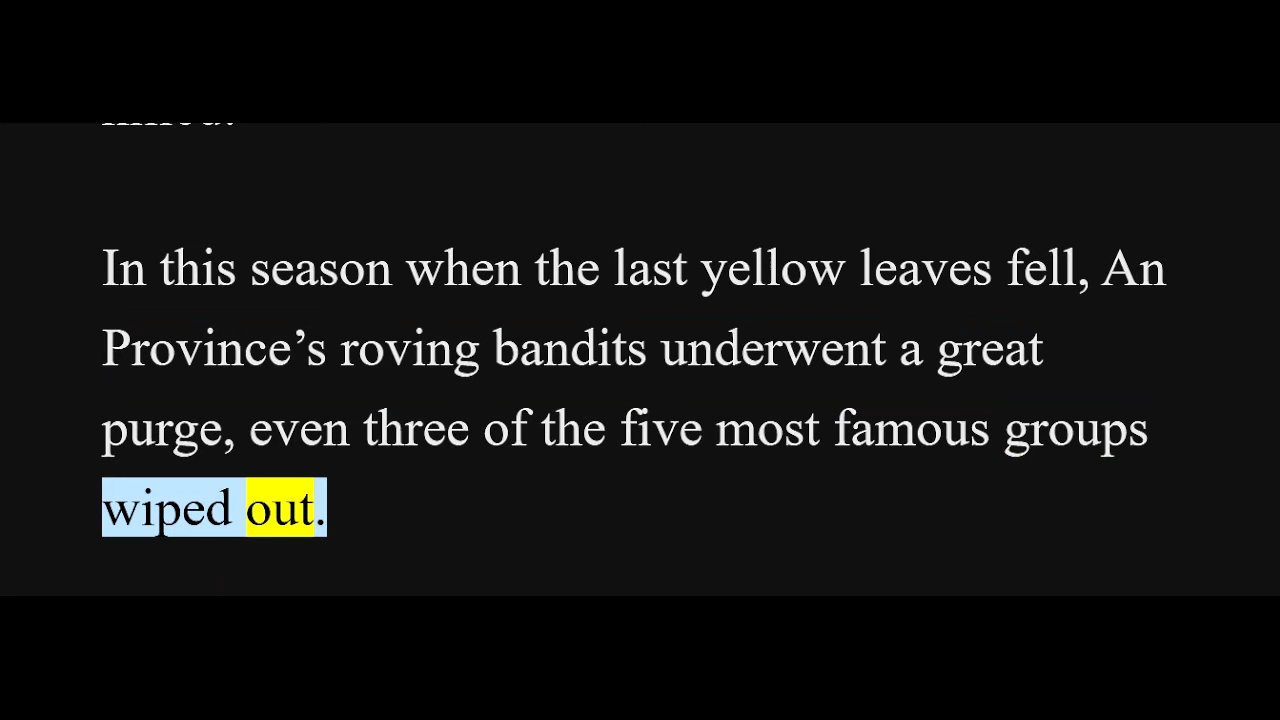 In this season when the last yellow leaves fell, An
Province’s roving bandits underwent a great
purge, even three of the five most famous groups
wiped out.